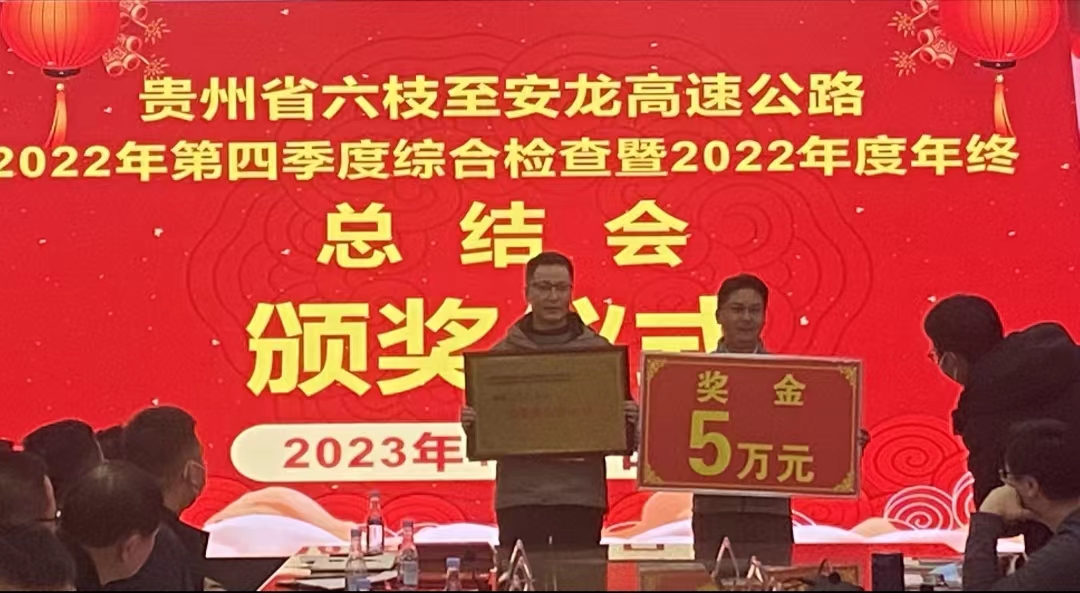 贵州省六枝至安龙高速公路
2022年第四季度综合检查暨2022年度年终
总 结 会
颁奖仪式
2023年
奖 金
5万元